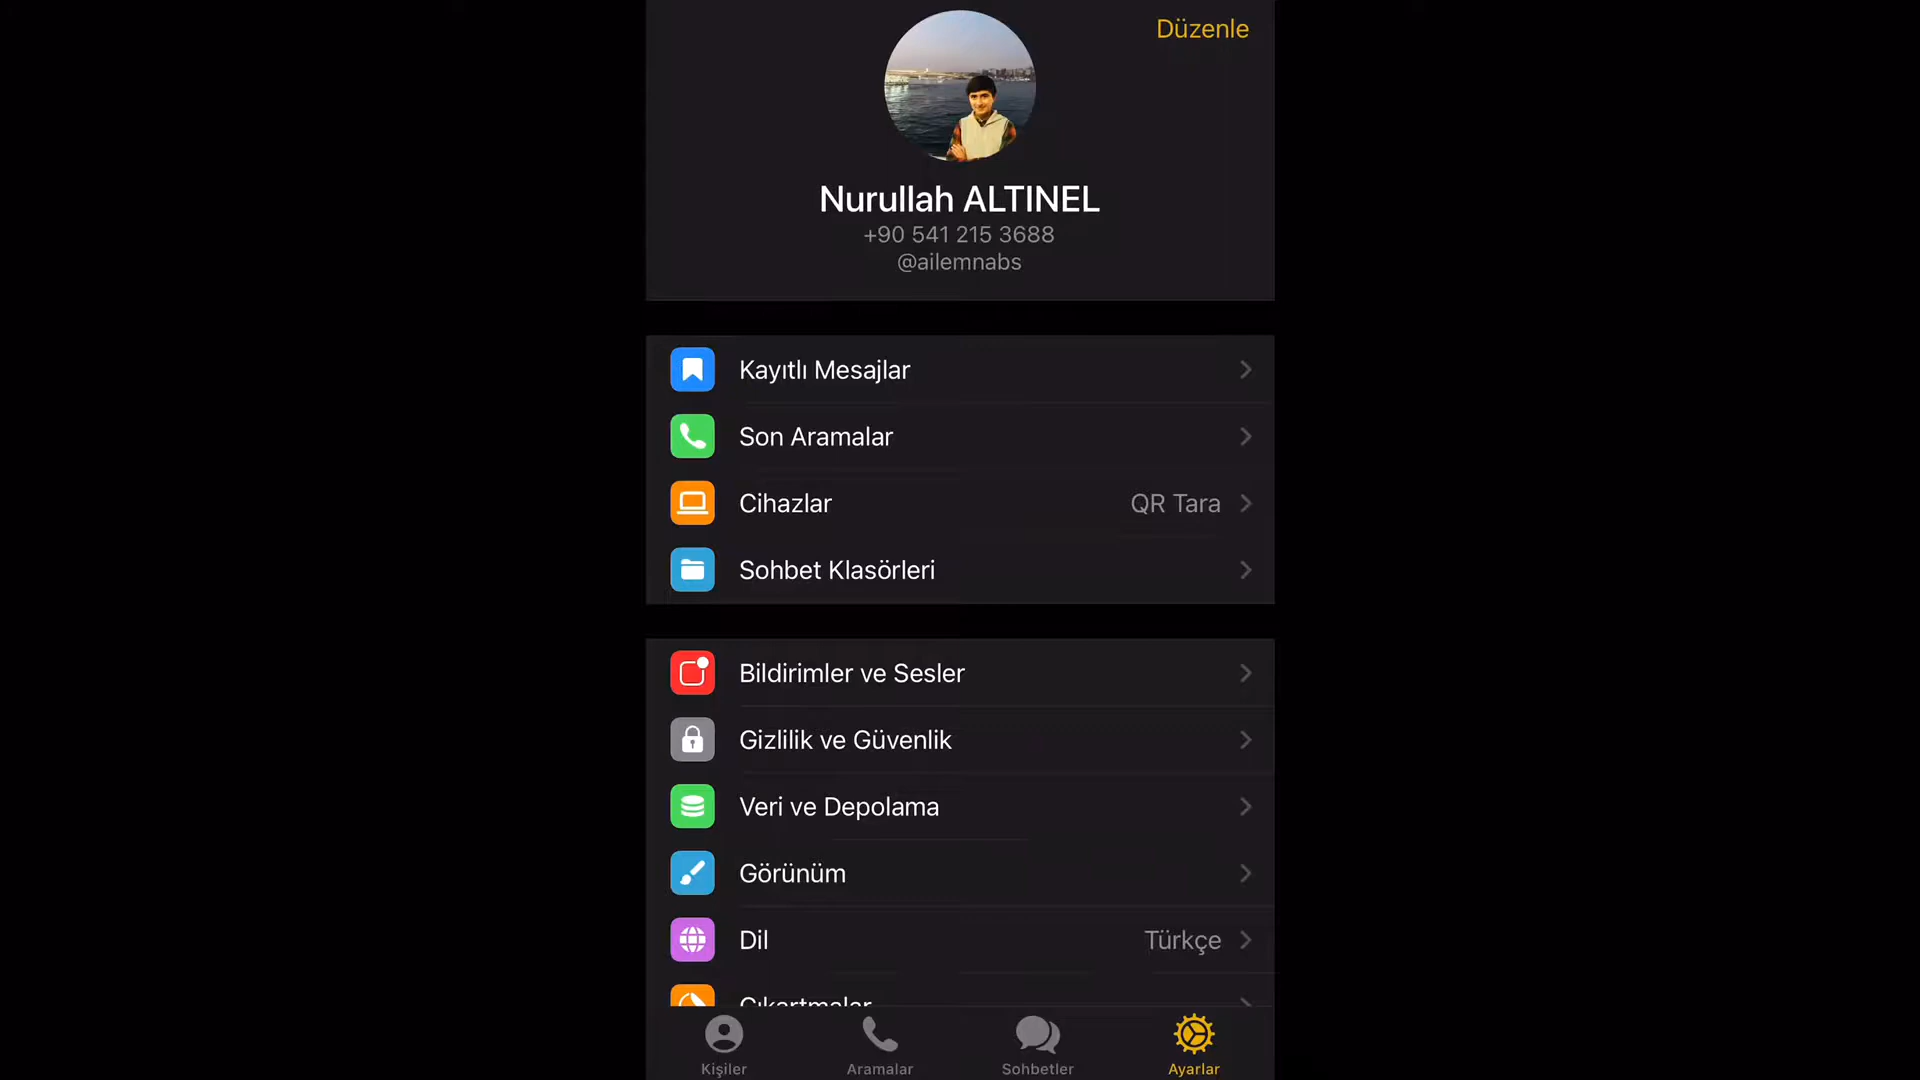 Düzenle
Nurullah ALTINEL
+90 541 215 3688
@ailemnabs
Kayıtlı Mesajlar
Son Aramalar
Cihazlar QR Tara
Sohbet Klasörleri
Bildirimler ve Sesler
Gizlilik ve Güvenlik
Veri ve Depolama
Görünüm
Dil Türkçe
Çıkartmalar
Kişiler Aramalar Sohbetler Ayarlar